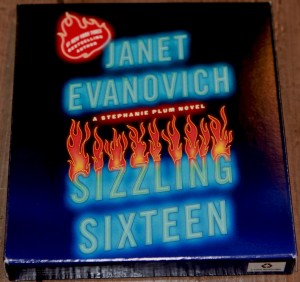 #1 NEW YORK TIMES
BESTSELLING
AUTHOR
JANET
EVANOVICH
A STEPHANIE PLUM NOVEL
SIZZLING
SIXTEEN